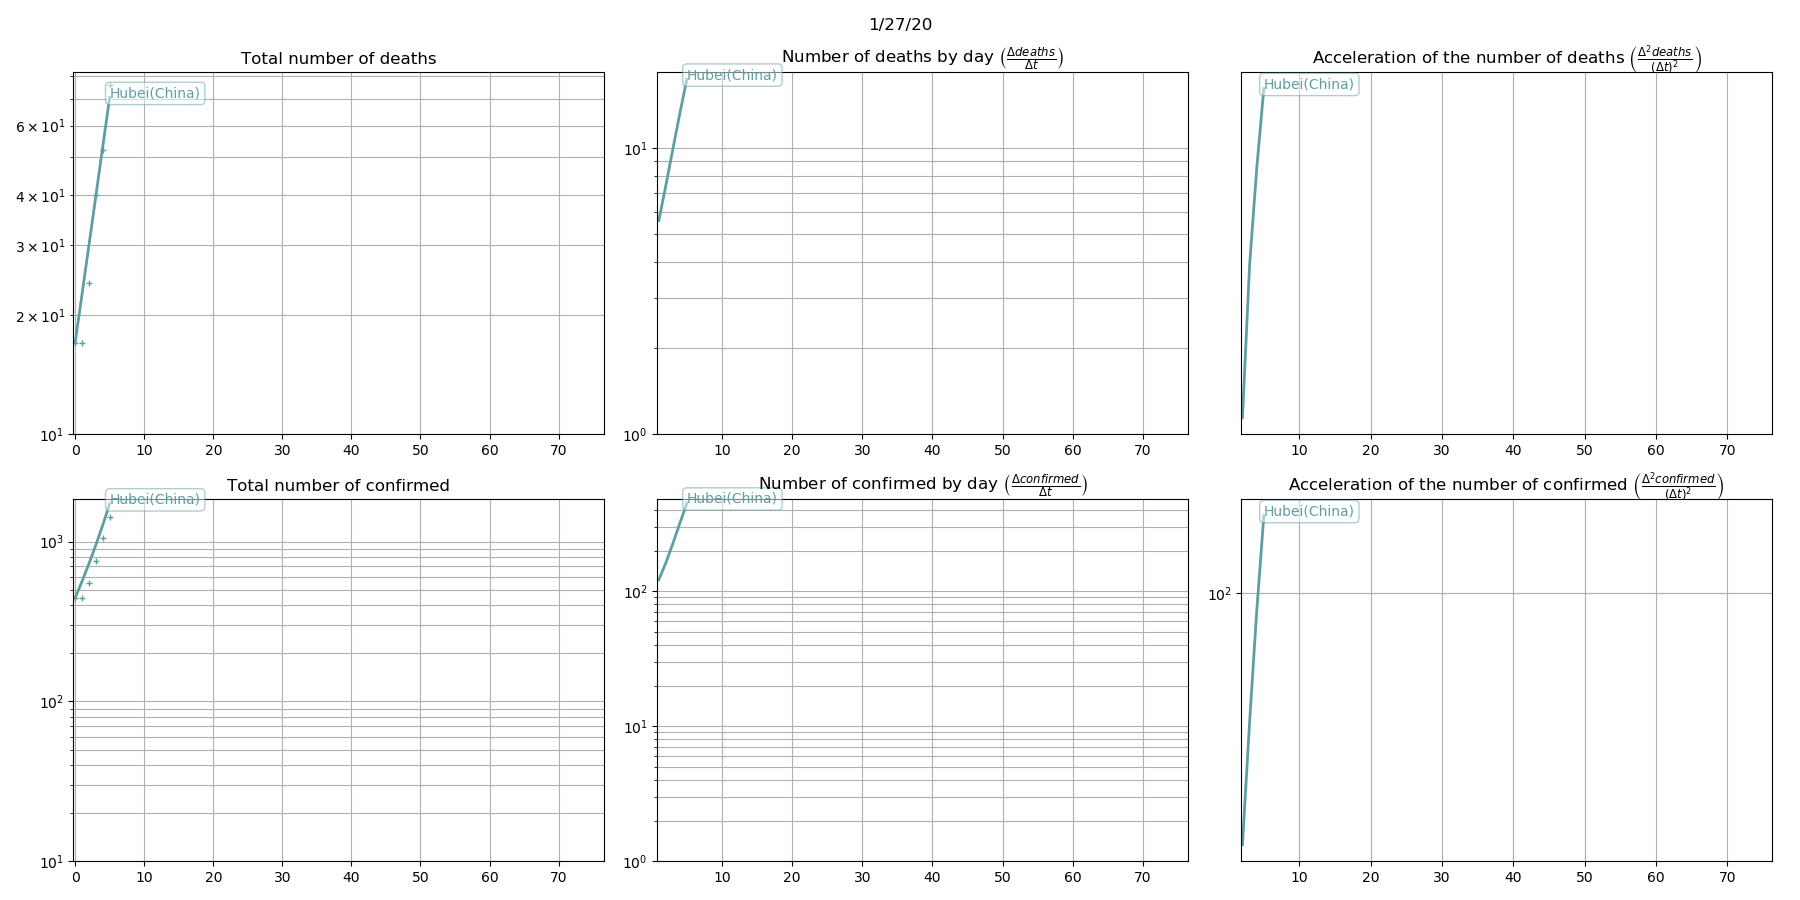 1/27/20
Total number of deaths
Number of deaths by day (Δdeaths/Δt)
Acceleration of the number of deaths (Δ²deaths/(Δt)²)
Hubei(China)
Hubei(China)
Hubei(China)
6 × 10¹
4 × 10¹
3 × 10¹
2 × 10¹
10¹
10¹
10⁰
0 10 20 30 40 50 60 70
10 20 30 40 50 60 70
10 20 30 40 50 60 70
Total number of confirmed
Number of confirmed by day (Δconfirmed/Δt)
Acceleration of the number of confirmed (Δ²confirmed/(Δt)²)
Hubei(China)
Hubei(China)
Hubei(China)
10³
10²
10¹
10²
10¹
10⁰
10²
0 10 20 30 40 50 60 70
10 20 30 40 50 60 70
10 20 30 40 50 60 70